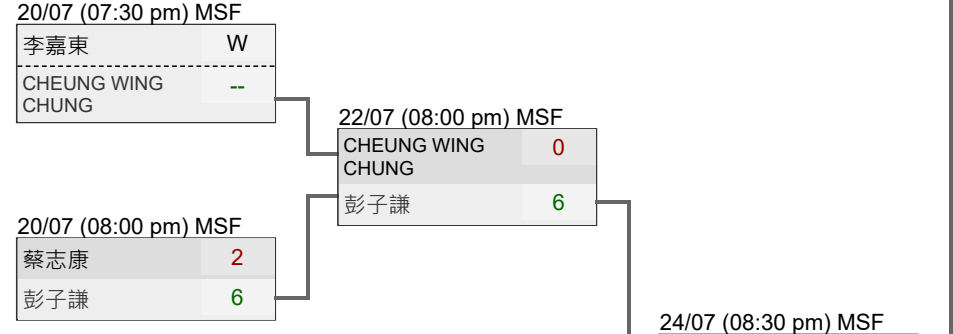 20/07 (07:30 pm) MSF
李嘉東 W
CHEUNG WING
CHUNG
--
22/07 (08:00 pm) MSF
CHEUNG WING
CHUNG
0
彭子謙 6
20/07 (08:00 pm) MSF
蔡志康 2
彭子謙 6
24/07 (08:30 pm) MSF